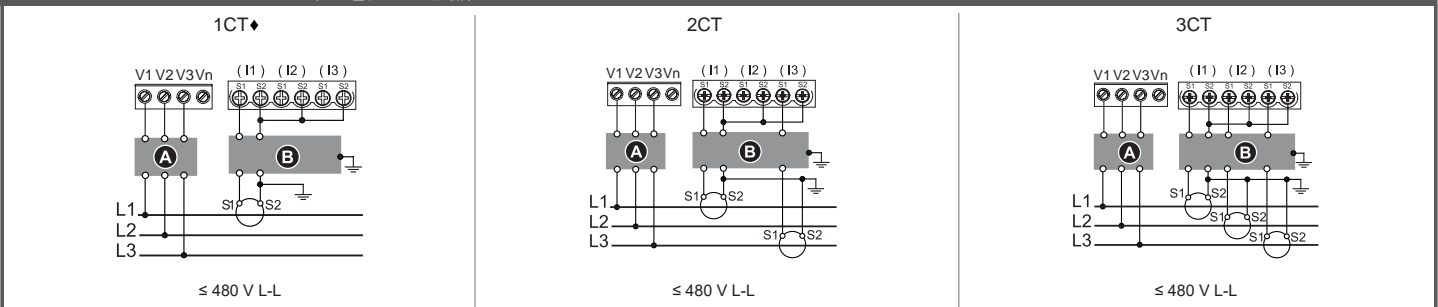 1CT♦
V1 V2 V3 Vn
( I1 ) ( I2 ) ( I3 )
S1 S2 S1 S2 S1 S2
A
B
S1 S2
L1
L2
L3
≤ 480 V L-L
2CT
V1 V2 V3 Vn
( I1 ) ( I2 ) ( I3 )
S1 S2 S1 S2 S1 S2
A
B
S1 S2
L1
L2
S1 S2
L3
≤ 480 V L-L
3CT
V1 V2 V3 Vn
( I1 ) ( I2 ) ( I3 )
S1 S2 S1 S2 S1 S2
A
B
S1 S2
L1
S1 S2
L2
S1 S2
L3
≤ 480 V L-L